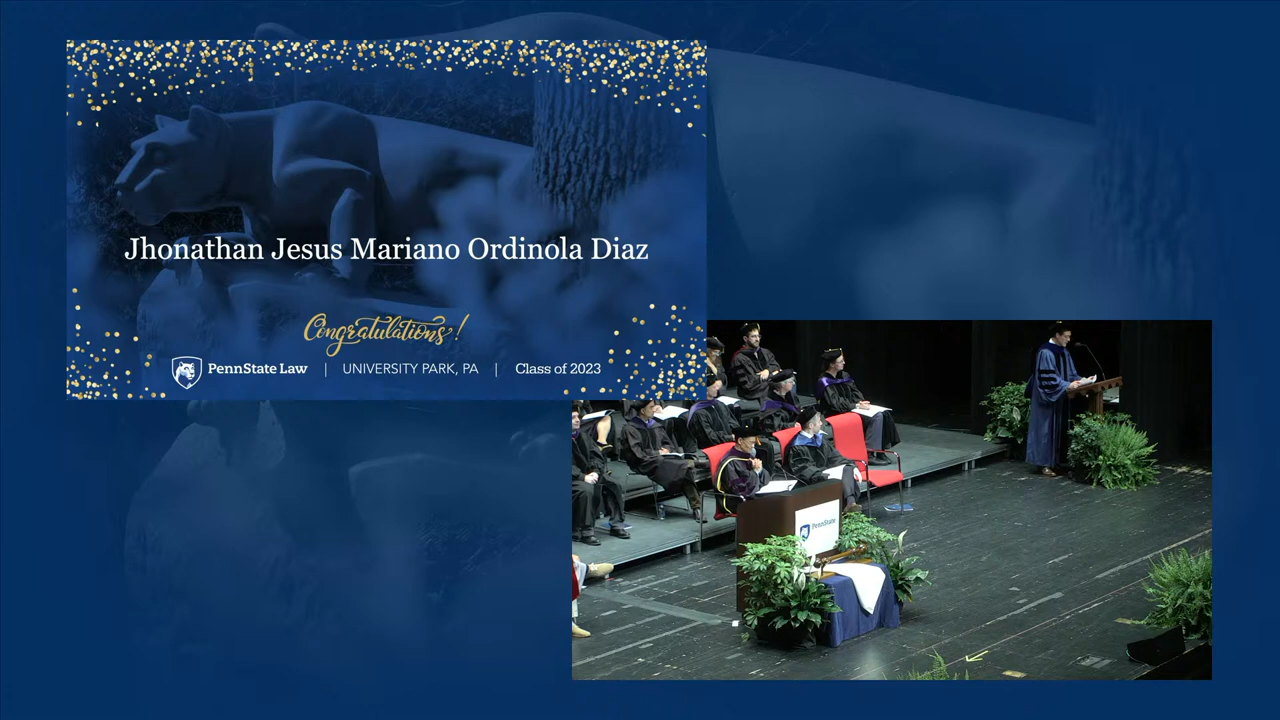 Jhonathan Jesus Mariano Ordinola Diaz
Congratulations!
PennState Law | UNIVERSITY PARK, PA | Class of 2023
PennState